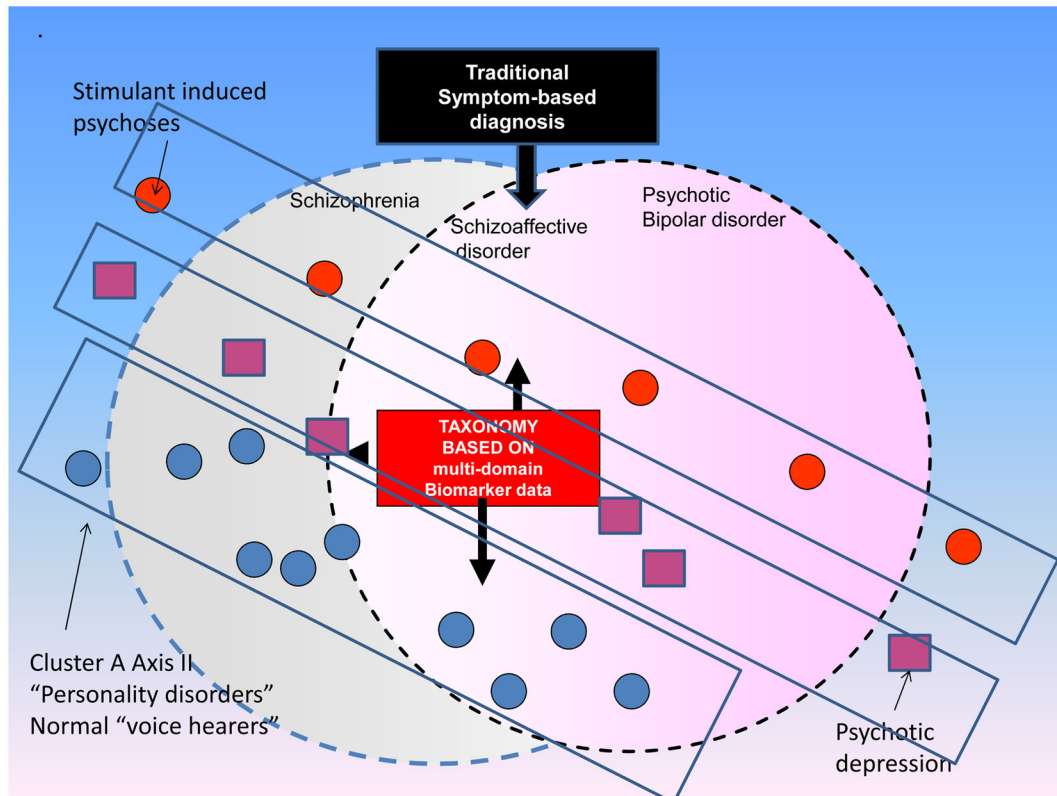 .
Traditional
Symptom-based
diagnosis
Stimulant induced
psychoses
Schizophrenia
Schizoaffective
disorder
Psychotic
Bipolar disorder
TAXONOMY
BASED ON
multi-domain
Biomarker data
Cluster A Axis II
“Personality disorders”
Normal “voice hearers”
Psychotic
depression